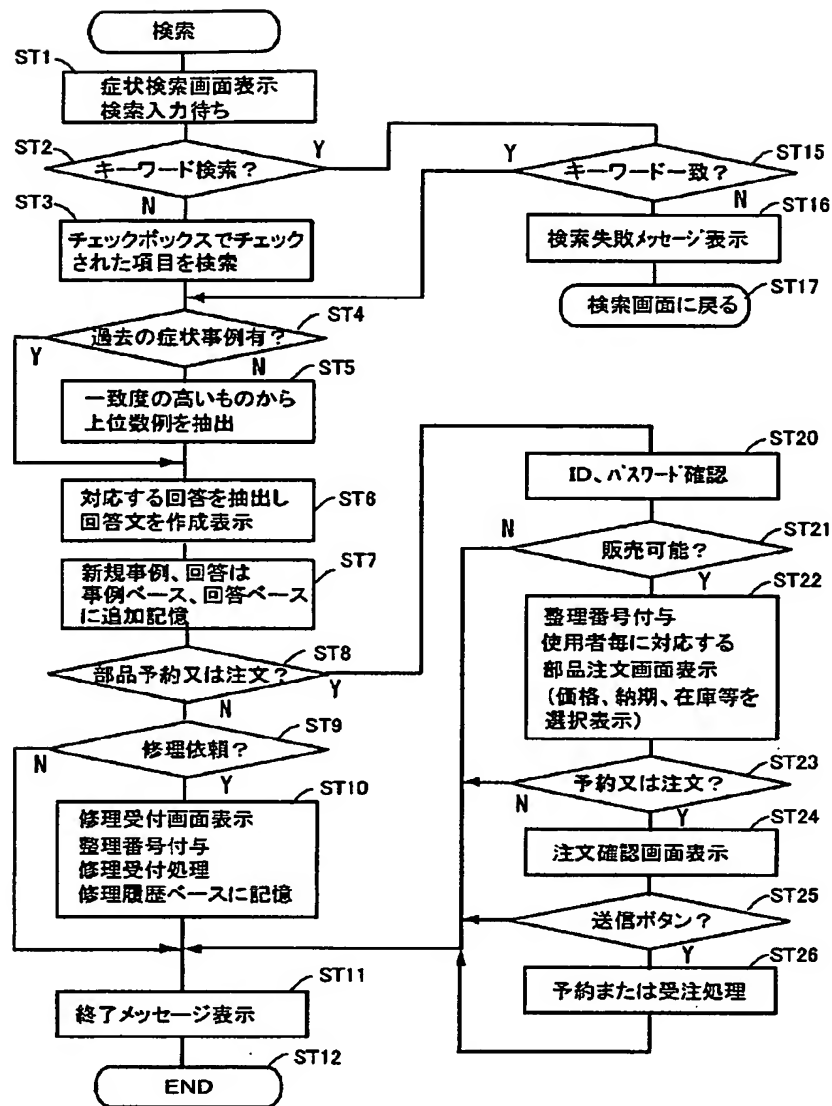 検索
ST1
症状検索画面表示
検索入力待ち
ST2
キーワード検索?
Y
N
ST3
チェックボックスでチェック
された項目を検索
ST15
キーワード一致?
Y
N
ST16
検索失敗メッセージ表示
ST17
検索画面に戻る
ST4
過去の症状事例有?
Y
N
ST5
一致度の高いものから
上位数例を抽出
ST6
対応する回答を抽出し
回答文を作成表示
ST7
新規事例、回答は
事例ベース、回答ベース
に追加記憶
ST8
部品予約又は注文?
Y
N
ST9
修理依頼?
N
Y
ST10
修理受付画面表示
整理番号付与
修理受付処理
修理履歴ベースに記憶
ST11
終了メッセージ表示
ST12
END
ST20
ID、パスワード確認
ST21
販売可能?
N
Y
ST22
整理番号付与
使用者毎に対応する
部品注文画面表示
(価格、納期、在庫等を
選択表示)
ST23
予約又は注文?
N
Y
ST24
注文確認画面表示
ST25
送信ボタン?
Y
ST26
予約または受注処理